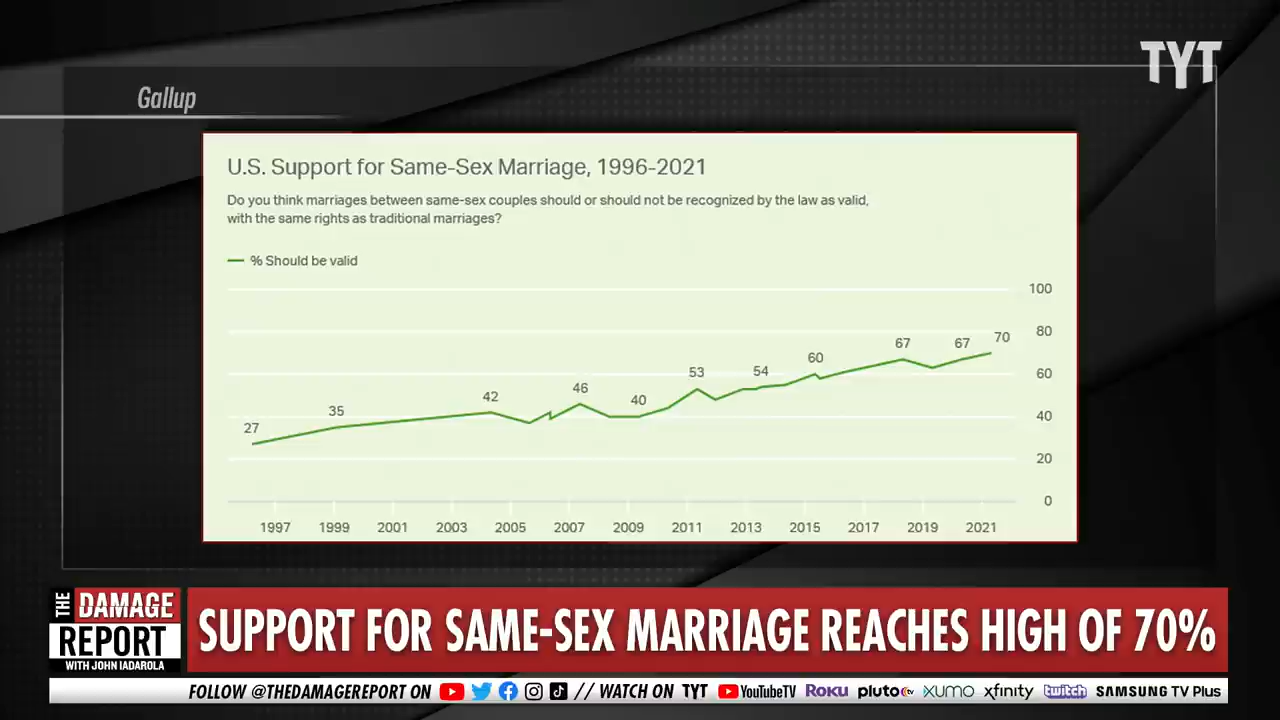 TYT
Gallup
U.S. Support for Same-Sex Marriage, 1996-2021
Do you think marriages between same-sex couples should or should not be recognized by the law as valid,
with the same rights as traditional marriages?
% Should be valid
100
80
60
40
20
0
27
35
42
46
40
53
54
60
67
67
70
1997 1999 2001 2003 2005 2007 2009 2011 2013 2015 2017 2019 2021
THE DAMAGE
REPORT
WITH JOHN IADAROLA
SUPPORT FOR SAME-SEX MARRIAGE REACHES HIGH OF 70%
FOLLOW @THEDAMAGEREPORT ON // WATCH ON TYT YouTubeTV ROKU pluto tv XUMO xfinity twitch SAMSUNG TV Plus